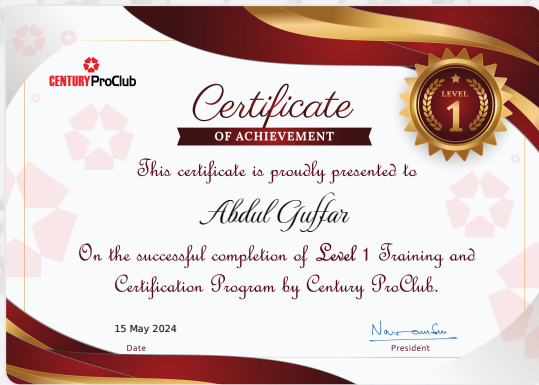 CENTURY ProClub
Certificate
OF ACHIEVEMENT
LEVEL
1
This certificate is proudly presented to
Abdul Guffar
On the successful completion of Level 1 Training and
Certification Program by Century ProClub.
15 May 2024
Date
President